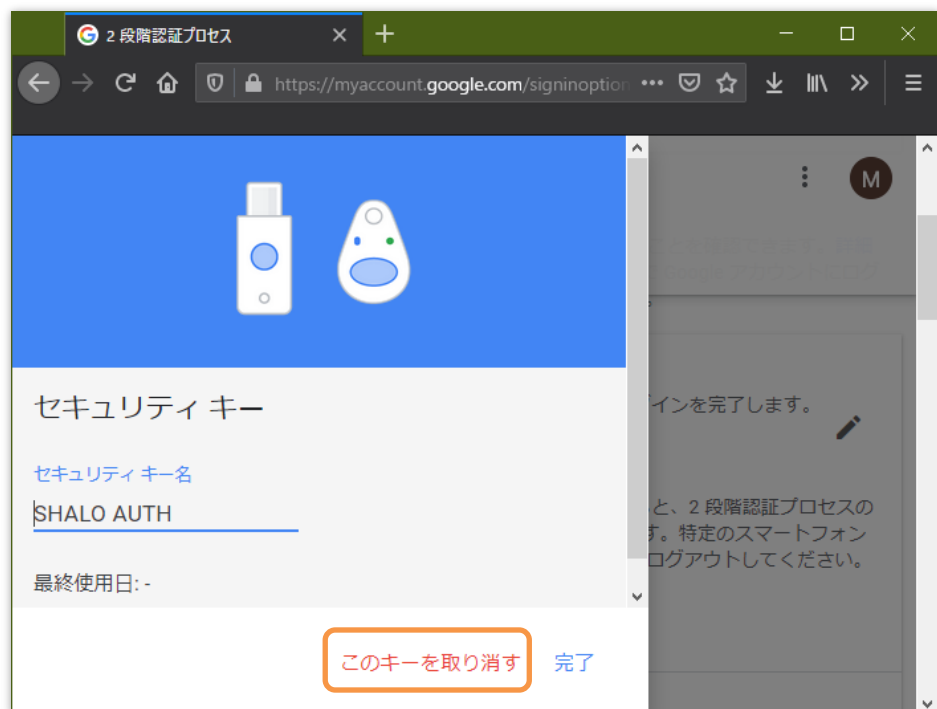 2 段階認証プロセス
https://myaccount.google.com/signinoption
M
セキュリティ キー
セキュリティ キー名
SHALO AUTH
最終使用日: -
このキーを取り消す
完了
インを完了します。
と、2 段階認証プロセスの
す。特定のスマートフォン
ログアウトしてください。